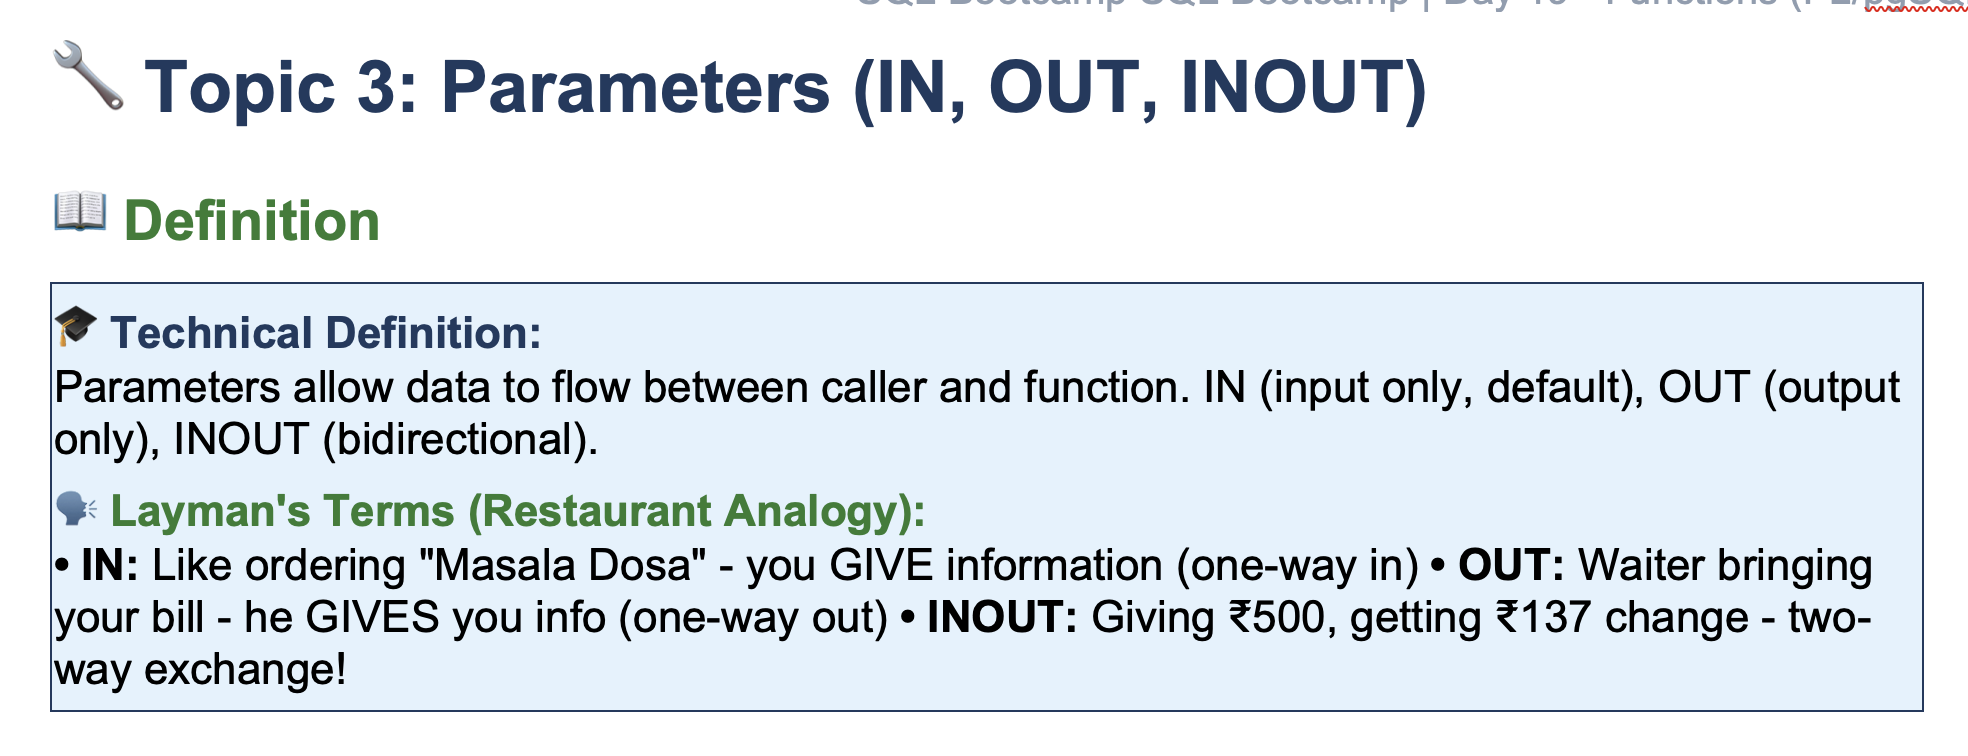 Topic 3: Parameters (IN, OUT, INOUT)
Definition
Technical Definition:
Parameters allow data to flow between caller and function. IN (input only, default), OUT (output
only), INOUT (bidirectional).
Layman's Terms (Restaurant Analogy):
• IN: Like ordering "Masala Dosa" - you GIVE information (one-way in) • OUT: Waiter bringing
your bill - he GIVES you info (one-way out) • INOUT: Giving ₹500, getting ₹137 change - two-
way exchange!